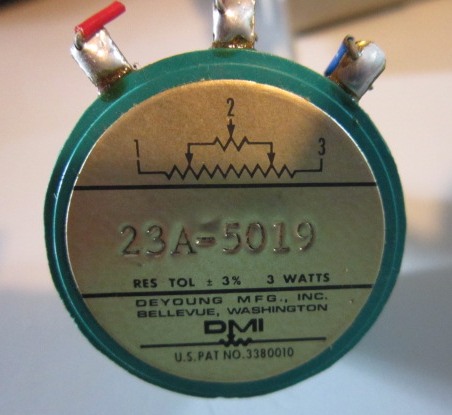 2
1 3
23A-5019
RES TOL ± 3% 3 WATTS
DEYOUNG MFG., INC.
BELLEVUE, WASHINGTON
DMI
U.S. PAT NO. 3380010